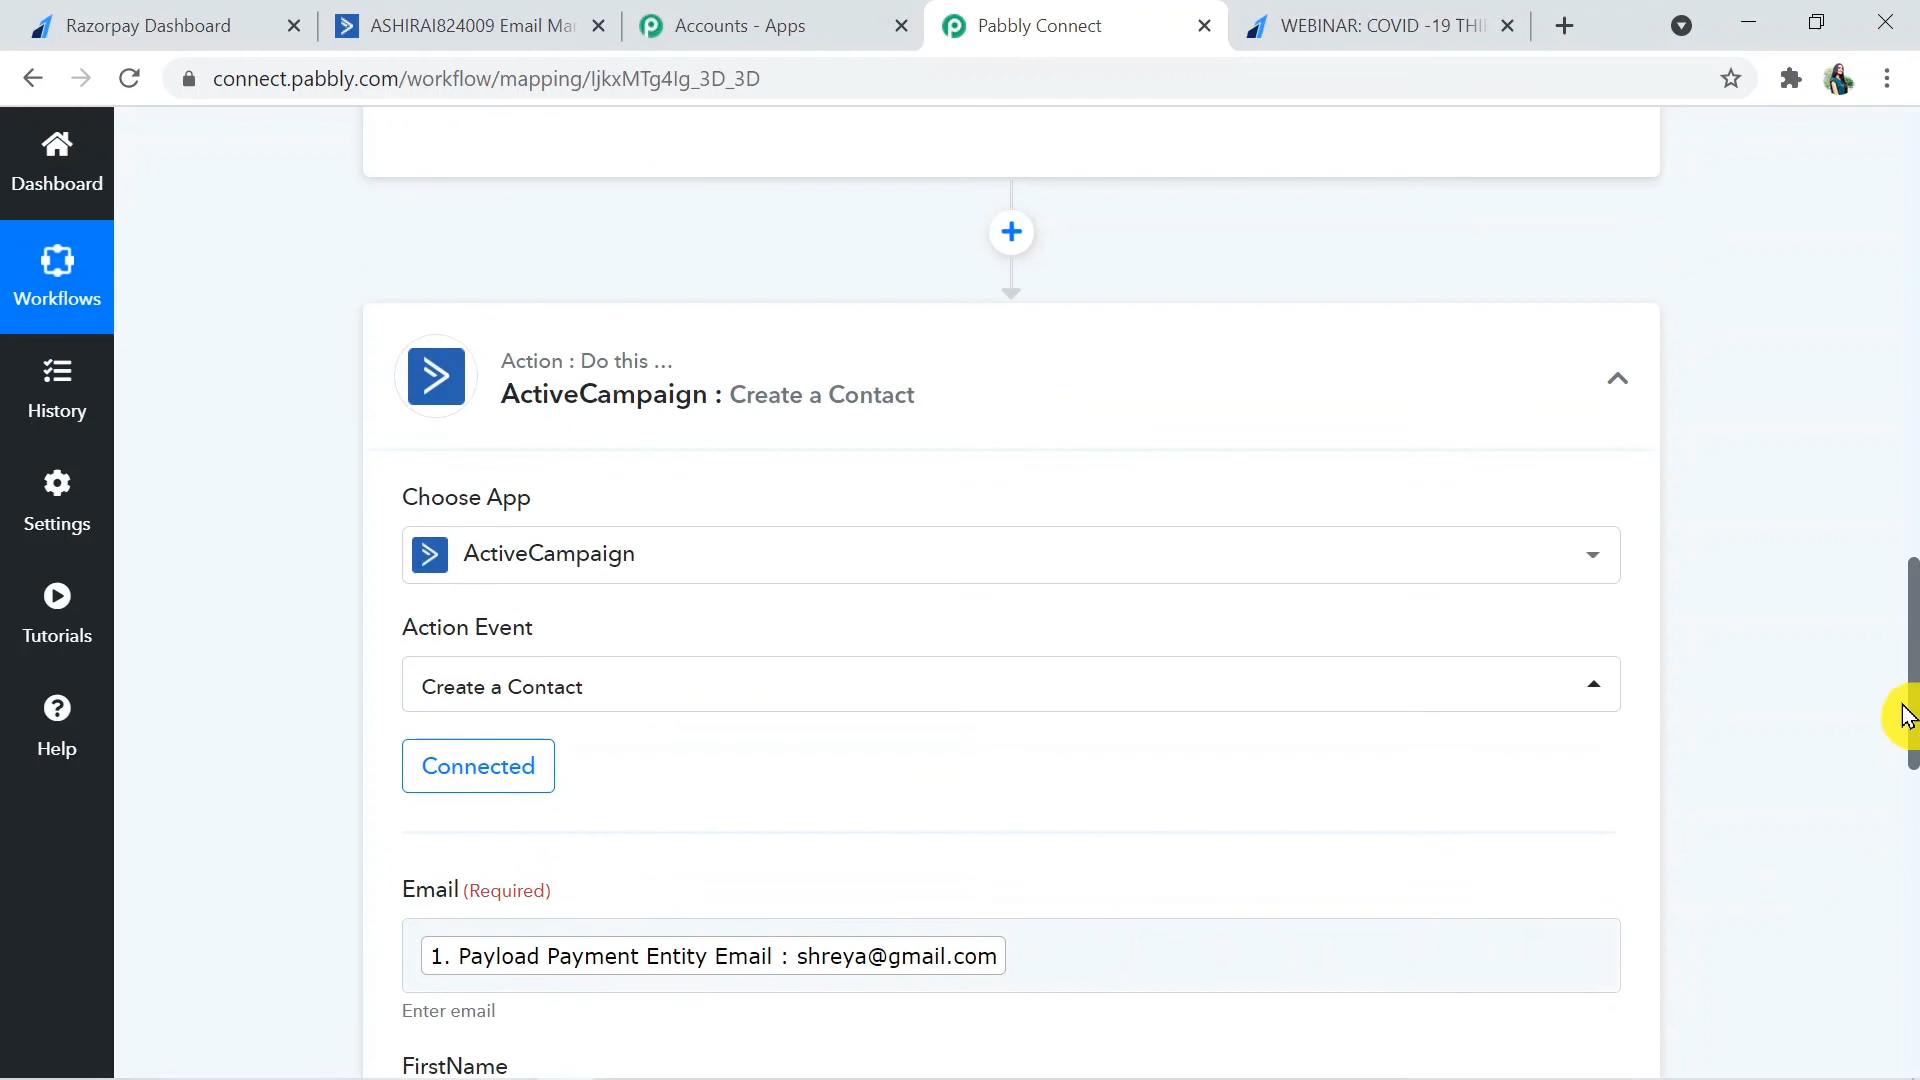 Razorpay Dashboard
ASHIRAI824009 Email Mar
Accounts - Apps
Pabbly Connect
WEBINAR: COVID -19 THI
connect.pabbly.com/workflow/mapping/IjkxMTg4Ig_3D_3D
Dashboard
Workflows
History
Settings
Tutorials
Help
Action : Do this ...
ActiveCampaign : Create a Contact
Choose App
ActiveCampaign
Action Event
Create a Contact
Connected
Email (Required)
1. Payload Payment Entity Email : shreya@gmail.com
Enter email
FirstName